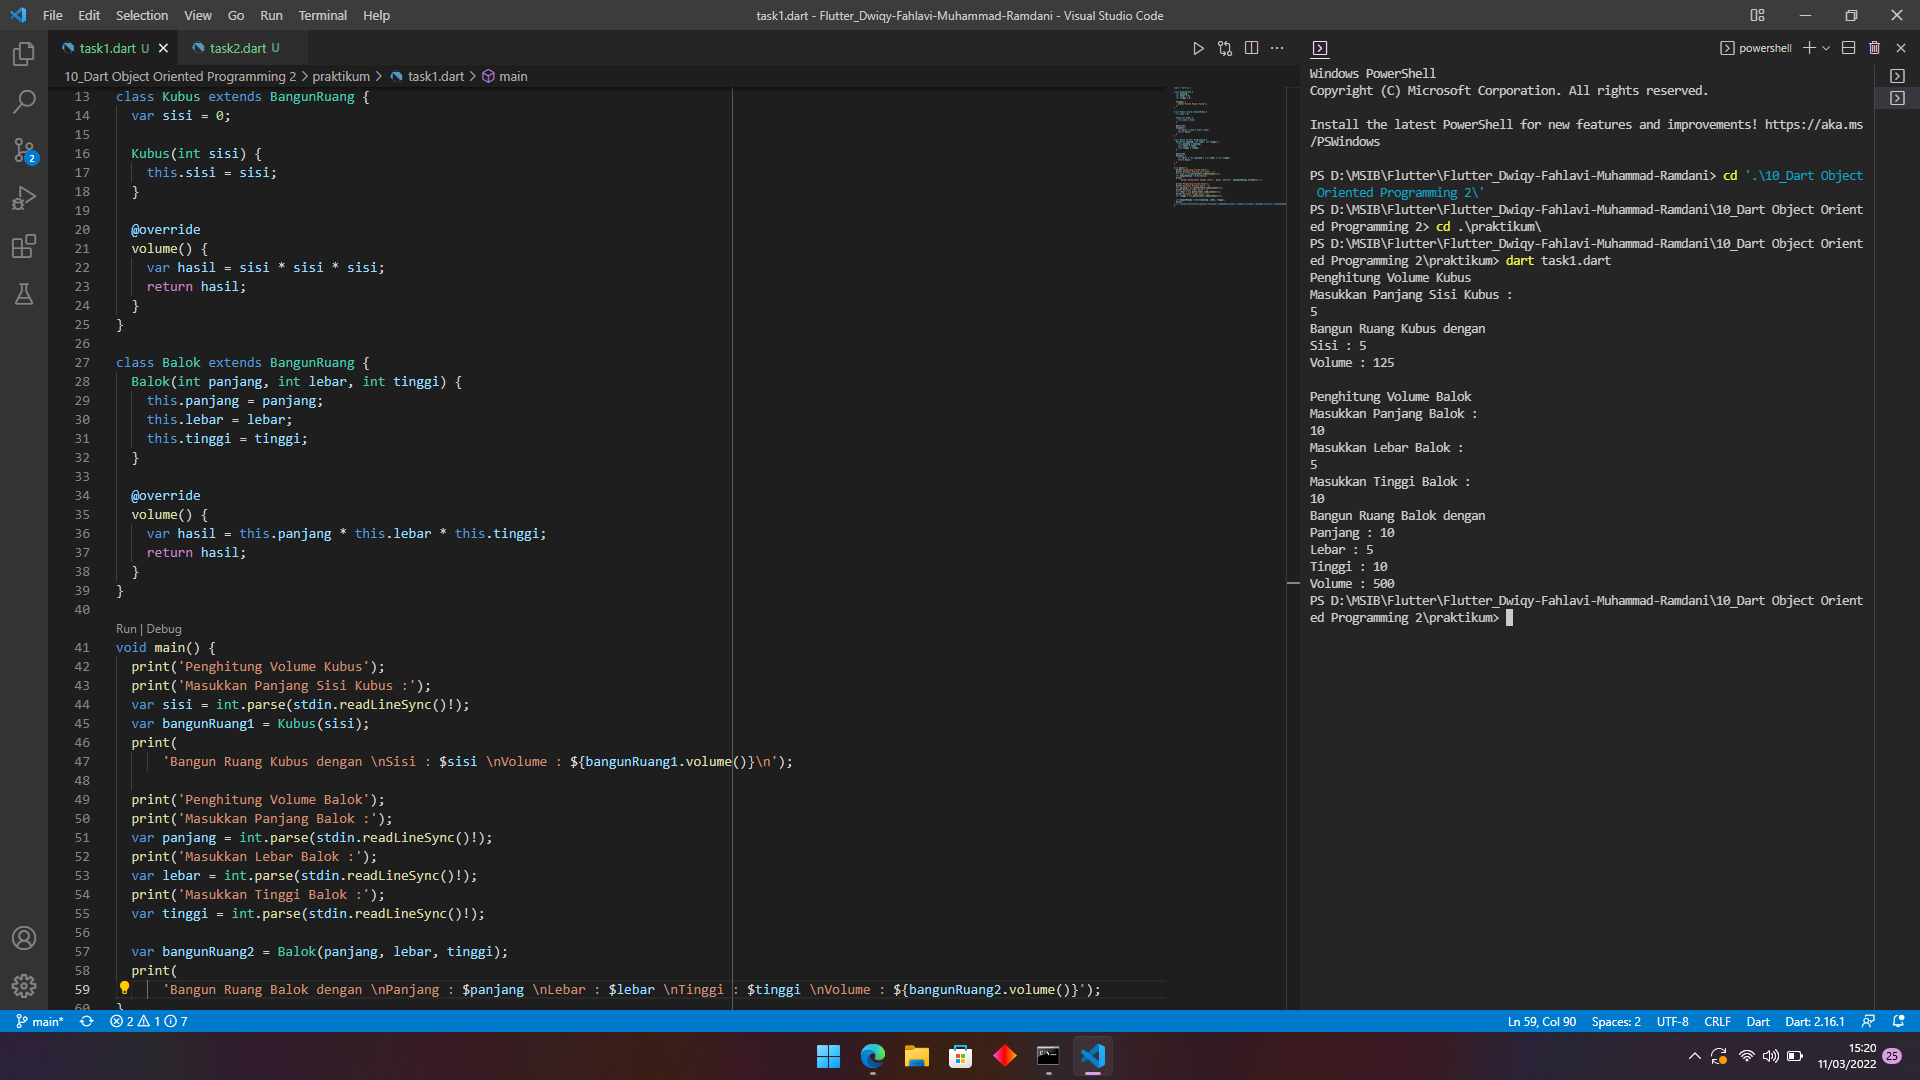 File Edit Selection View Go Run Terminal Help
task1.dart - Flutter_Dwiqy-Fahlavi-Muhammad-Ramdani - Visual Studio Code
task1.dart U
task2.dart U
10_Dart Object Oriented Programming 2 > praktikum > task1.dart > main
13 class Kubus extends BangunRuang {
14 var sisi = 0;
15
16 Kubus(int sisi) {
17 this.sisi = sisi;
18 }
19
20 @override
21 volume() {
22 var hasil = sisi * sisi * sisi;
23 return hasil;
24 }
25 }
26
27 class Balok extends BangunRuang {
28 Balok(int panjang, int lebar, int tinggi) {
29 this.panjang = panjang;
30 this.lebar = lebar;
31 this.tinggi = tinggi;
32 }
33
34 @override
35 volume() {
36 var hasil = this.panjang * this.lebar * this.tinggi;
37 return hasil;
38 }
39 }
40
Run | Debug
41 void main() {
42 print('Penghitung Volume Kubus');
43 print('Masukkan Panjang Sisi Kubus :');
44 var sisi = int.parse(stdin.readLineSync()!);
45 var bangunRuang1 = Kubus(sisi);
46 print(
47 'Bangun Ruang Kubus dengan \nSisi : $sisi \nVolume : ${bangunRuang1.volume()}\n');
48
49 print('Penghitung Volume Balok');
50 print('Masukkan Panjang Balok :');
51 var panjang = int.parse(stdin.readLineSync()!);
52 print('Masukkan Lebar Balok :');
53 var lebar = int.parse(stdin.readLineSync()!);
54 print('Masukkan Tinggi Balok :');
55 var tinggi = int.parse(stdin.readLineSync()!);
56
57 var bangunRuang2 = Balok(panjang, lebar, tinggi);
58 print(
59 'Bangun Ruang Balok dengan \nPanjang : $panjang \nLebar : $lebar \nTinggi : $tinggi \nVolume : ${bangunRuang2.volume()}');
60 }
powershell
Windows PowerShell
Copyright (C) Microsoft Corporation. All rights reserved.
Install the latest PowerShell for new features and improvements! https://aka.ms
/PSWindows
PS D:\MSIB\Flutter\Flutter_Dwiqy-Fahlavi-Muhammad-Ramdani> cd '.\10_Dart Object
Oriented Programming 2\'
PS D:\MSIB\Flutter\Flutter_Dwiqy-Fahlavi-Muhammad-Ramdani\10_Dart Object Orient
ed Programming 2> cd .\praktikum\
PS D:\MSIB\Flutter\Flutter_Dwiqy-Fahlavi-Muhammad-Ramdani\10_Dart Object Orient
ed Programming 2\praktikum> dart task1.dart
Penghitung Volume Kubus
Masukkan Panjang Sisi Kubus :
5
Bangun Ruang Kubus dengan
Sisi : 5
Volume : 125
Penghitung Volume Balok
Masukkan Panjang Balok :
10
Masukkan Lebar Balok :
5
Masukkan Tinggi Balok :
10
Bangun Ruang Balok dengan
Panjang : 10
Lebar : 5
Tinggi : 10
Volume : 500
PS D:\MSIB\Flutter\Flutter_Dwiqy-Fahlavi-Muhammad-Ramdani\10_Dart Object Orient
ed Programming 2\praktikum>
2
main* 2 1 7
Ln 59, Col 90 Spaces: 2 UTF-8 CRLF Dart Dart: 2.16.1
15:20
11/03/2022
25